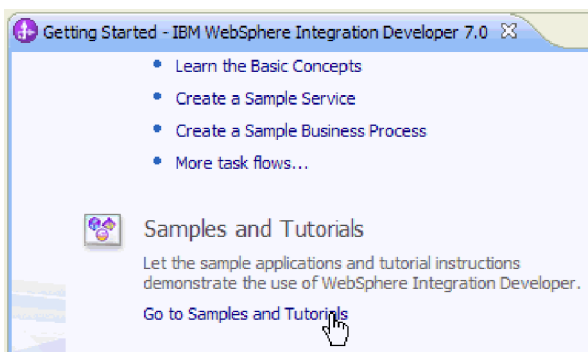 Getting Started - IBM WebSphere Integration Developer 7.0
Learn the Basic Concepts
Create a Sample Service
Create a Sample Business Process
More task flows...
Samples and Tutorials
Let the sample applications and tutorial instructions
demonstrate the use of WebSphere Integration Developer.
Go to Samples and Tutorials